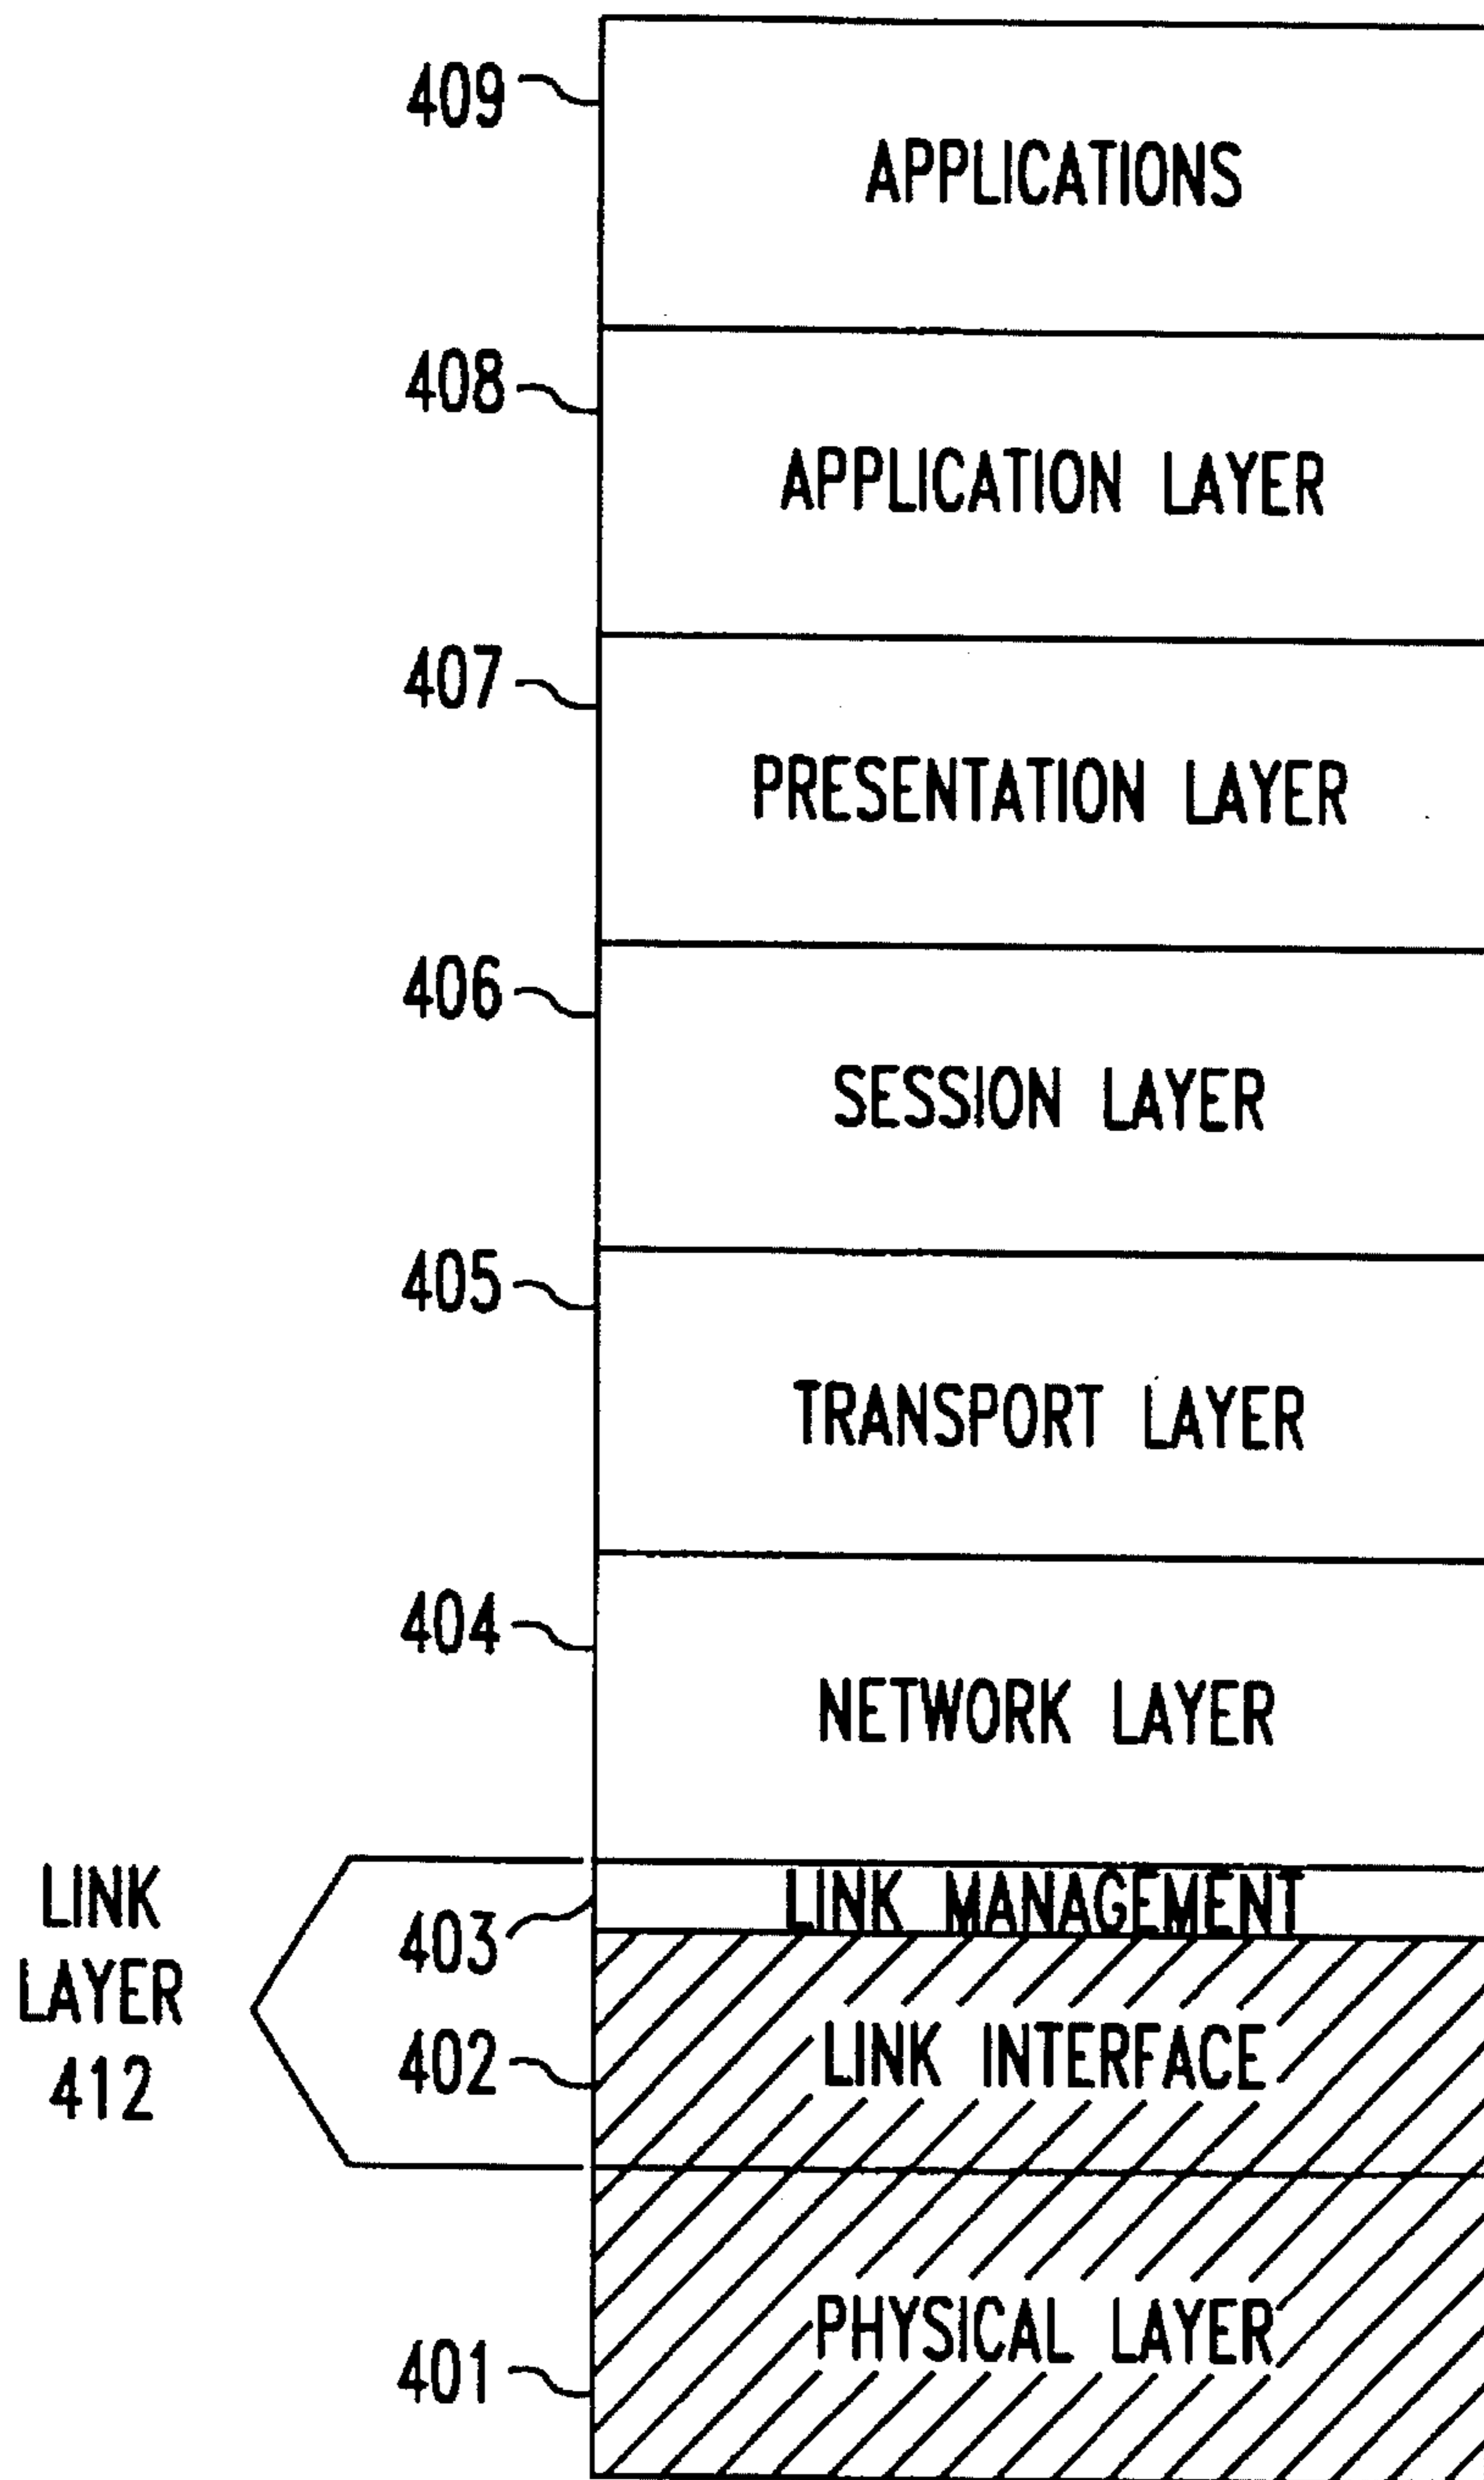 409
APPLICATIONS
408
APPLICATION LAYER
407
PRESENTATION LAYER
406
SESSION LAYER
405
TRANSPORT LAYER
404
NETWORK LAYER
LINK
LAYER
412
403
LINK MANAGEMENT
402
LINK INTERFACE
401
PHYSICAL LAYER